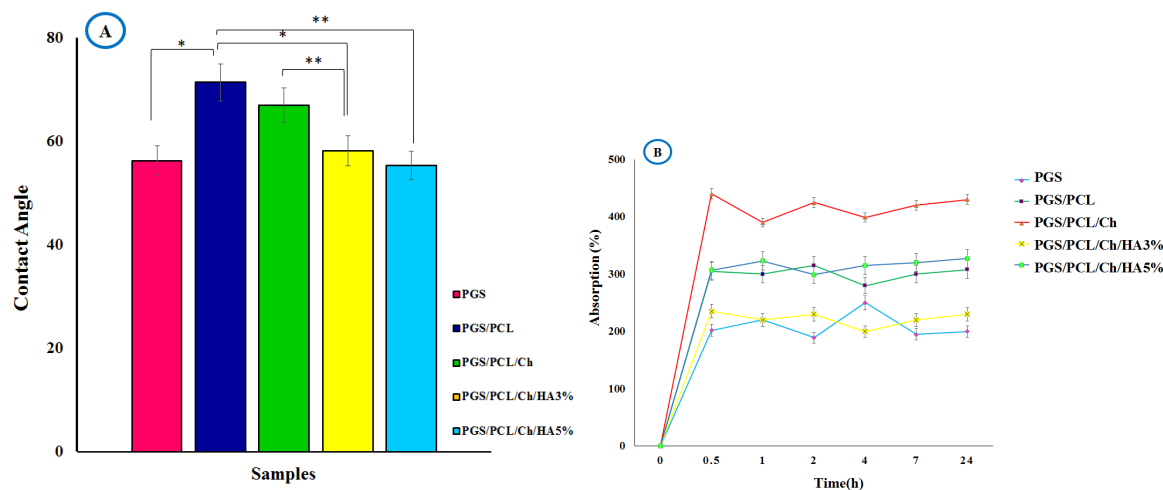 A
80
60
40
20
0
Contact Angle
*
**
*
**
PGS
PGS/PCL
PGS/PCL/Ch
PGS/PCL/Ch/HA3%
PGS/PCL/Ch/HA5%
Samples
B
500
400
300
200
100
0
Absorption (%)
0 0.5 1 2 4 7 24
Time(h)
PGS
PGS/PCL
PGS/PCL/Ch
PGS/PCL/Ch/HA3%
PGS/PCL/Ch/HA5%